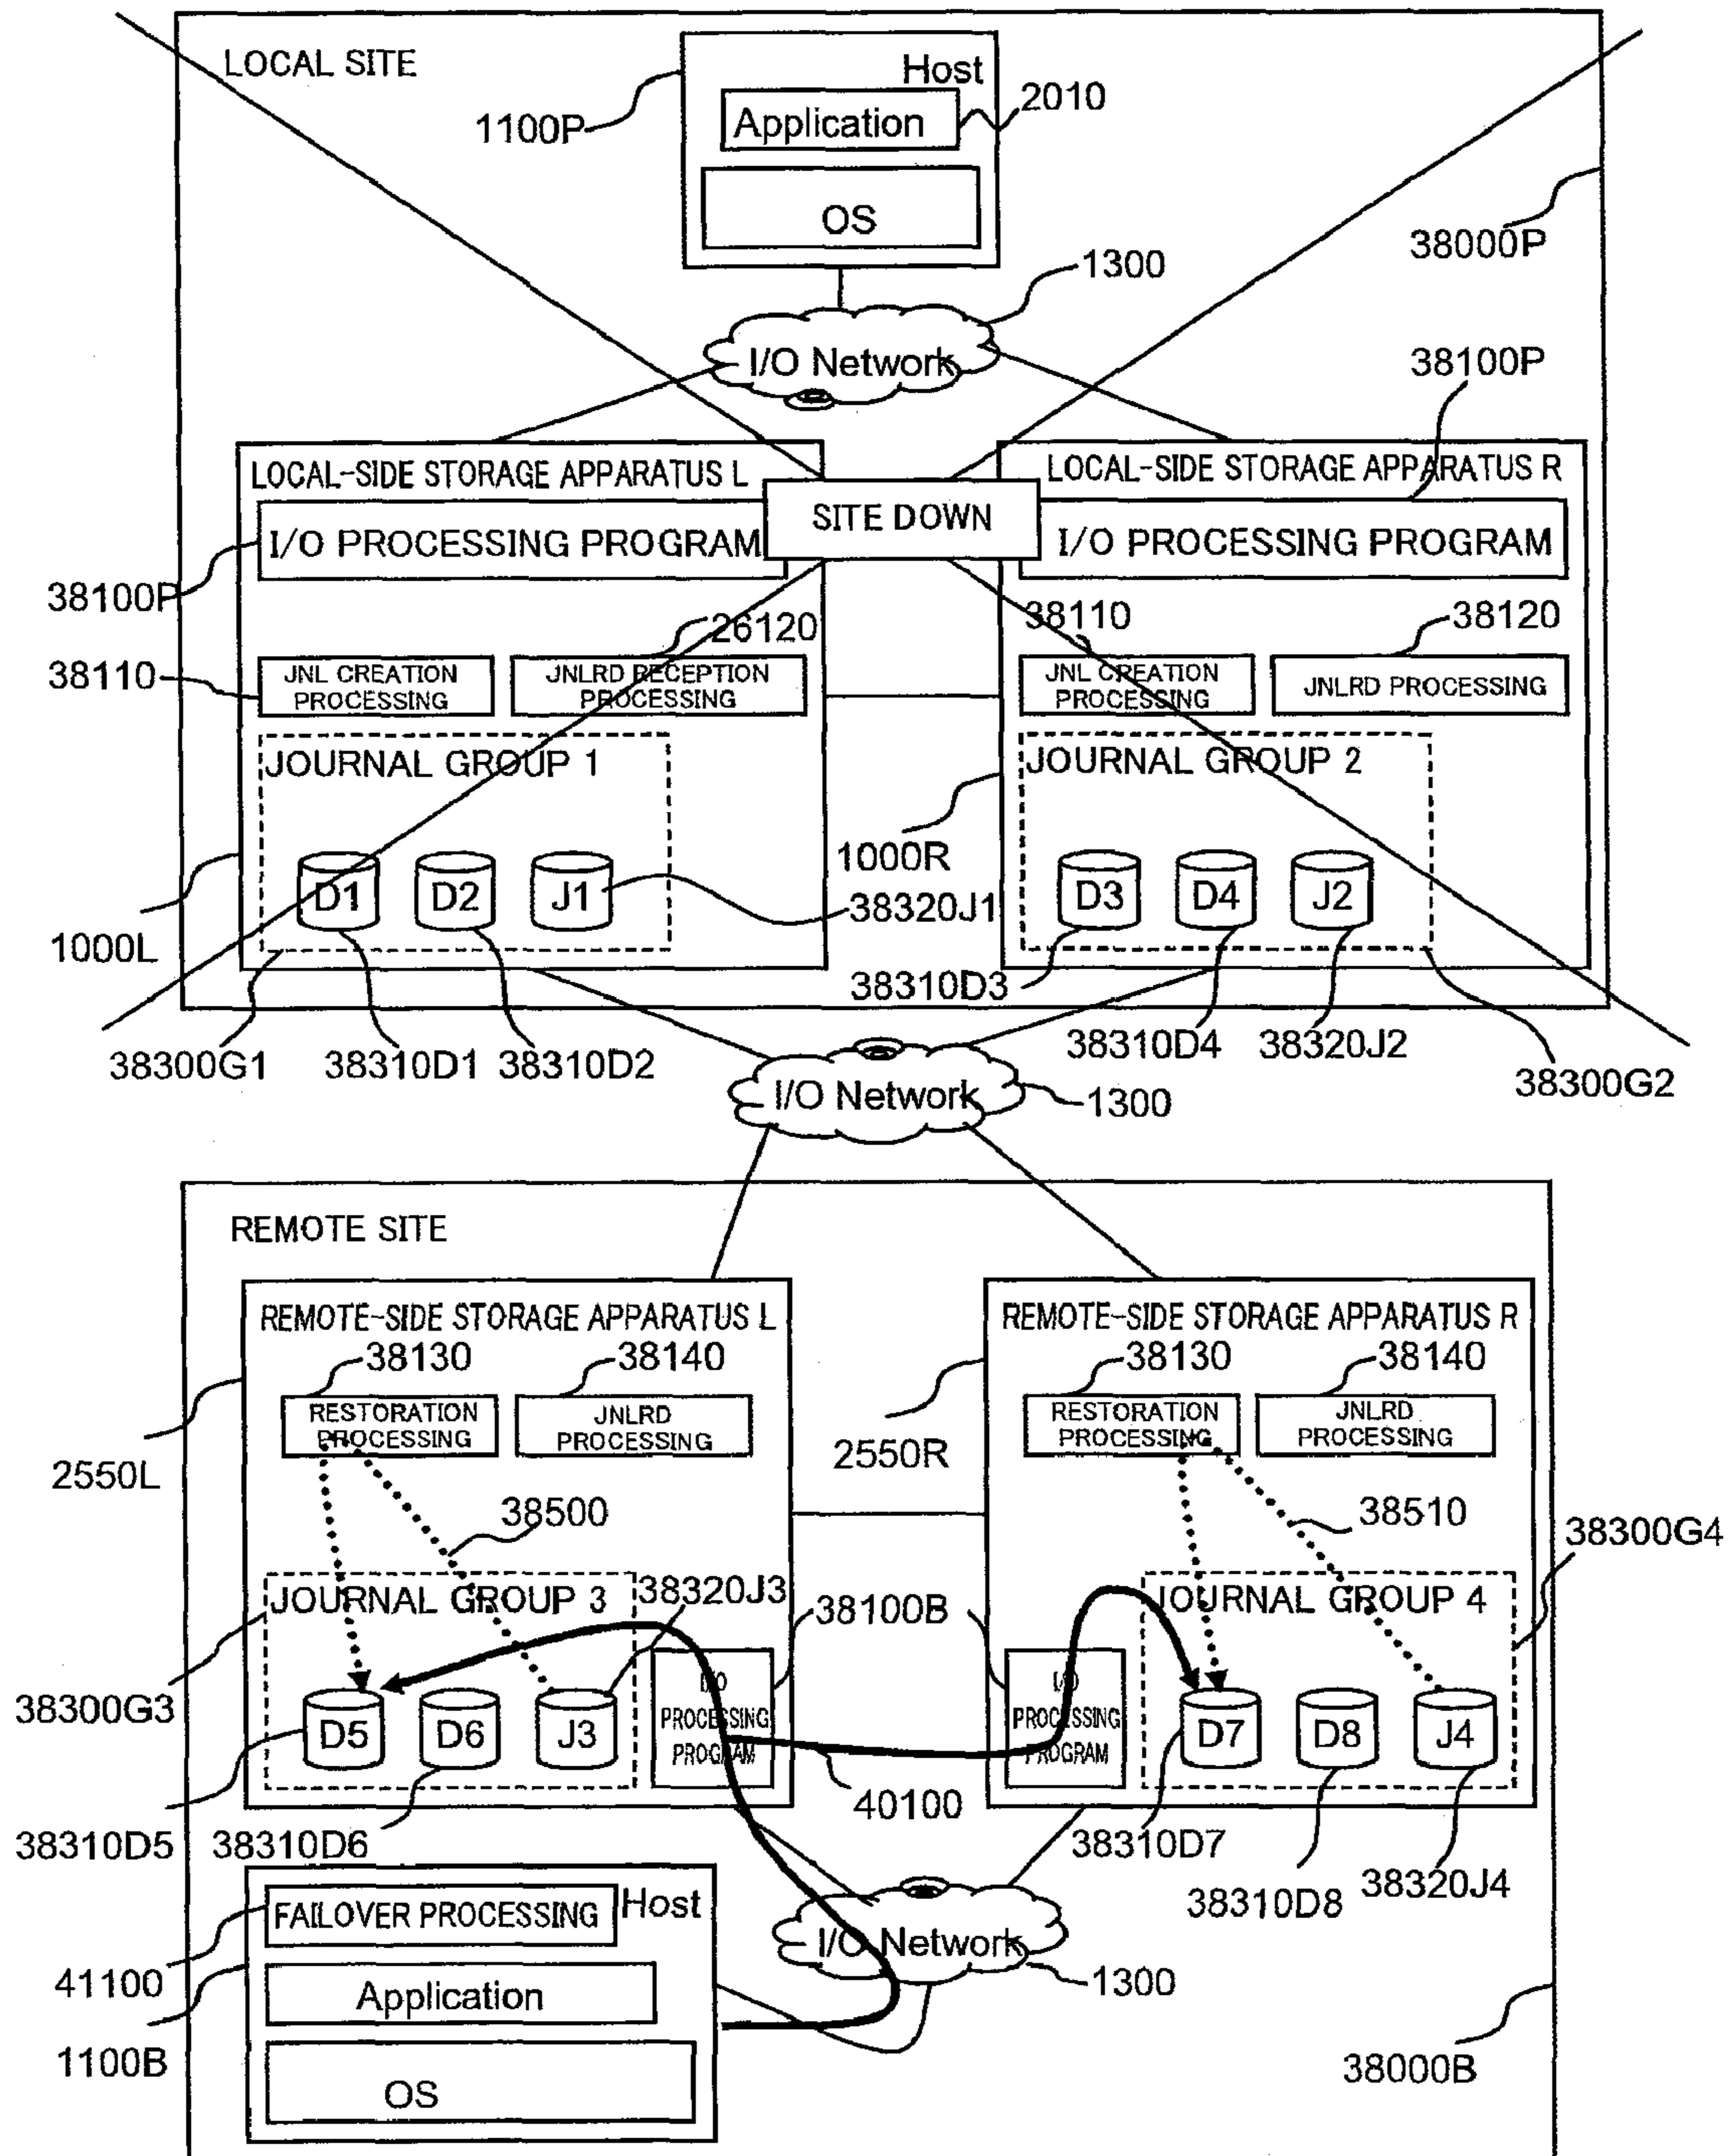 LOCAL SITE
Host
Application
2010
1100P
OS
38000P
1300
I/O Network
38100P
LOCAL-SIDE STORAGE APPARATUS L
LOCAL-SIDE STORAGE APPARATUS R
SITE DOWN
I/O PROCESSING PROGRAM
I/O PROCESSING PROGRAM
38100P
26120
38110
38120
38110
JNL CREATION
PROCESSING
JNLRD RECEPTION
PROCESSING
JNL CREATION
PROCESSING
JNLRD PROCESSING
JOURNAL GROUP 1
JOURNAL GROUP 2
1000R
D1
D2
J1
38320J1
D3
D4
J2
1000L
38310D3
38300G1
38310D1
38310D2
38310D4
38320J2
38300G2
I/O Network
1300
REMOTE SITE
REMOTE-SIDE STORAGE APPARATUS L
REMOTE-SIDE STORAGE APPARATUS R
38130
38140
38130
38140
RESTORATION
PROCESSING
JNLRD
PROCESSING
RESTORATION
PROCESSING
JNLRD
PROCESSING
2550L
2550R
38500
38510
38300G4
JOURNAL GROUP 3
38320J3
38100B
JOURNAL GROUP 4
38300G3
D5
D6
J3
I/O
PROCESSING
PROGRAM
I/O
PROCESSING
PROGRAM
D7
D8
J4
40100
38310D5
38310D6
38310D7
38310D8
38320J4
FAILOVER PROCESSING
Host
I/O Network
41100
Application
1300
1100B
OS
38000B